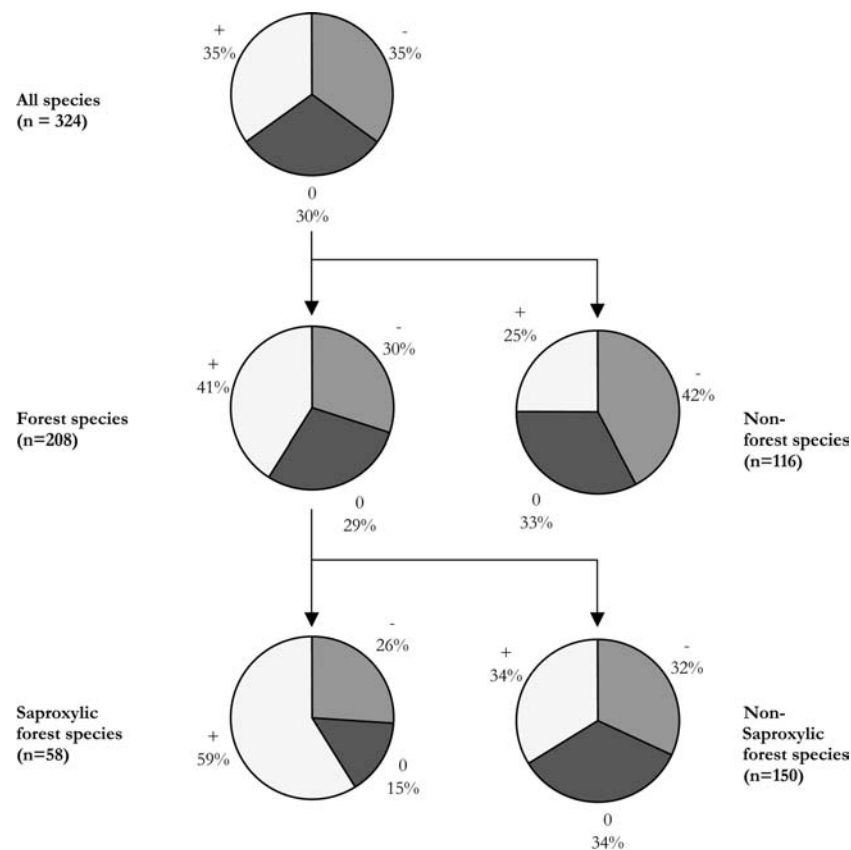 +
35%
-
35%
All species
(n = 324)
0
30%
+
41%
-
30%
Forest species
(n=208)
0
29%
+
25%
-
42%
Non-
forest species
(n=116)
0
33%
-
26%
Saproxylic
forest species
(n=58)
+
59%
0
15%
+
34%
-
32%
Non-
Saproxylic
forest species
(n=150)
0
34%